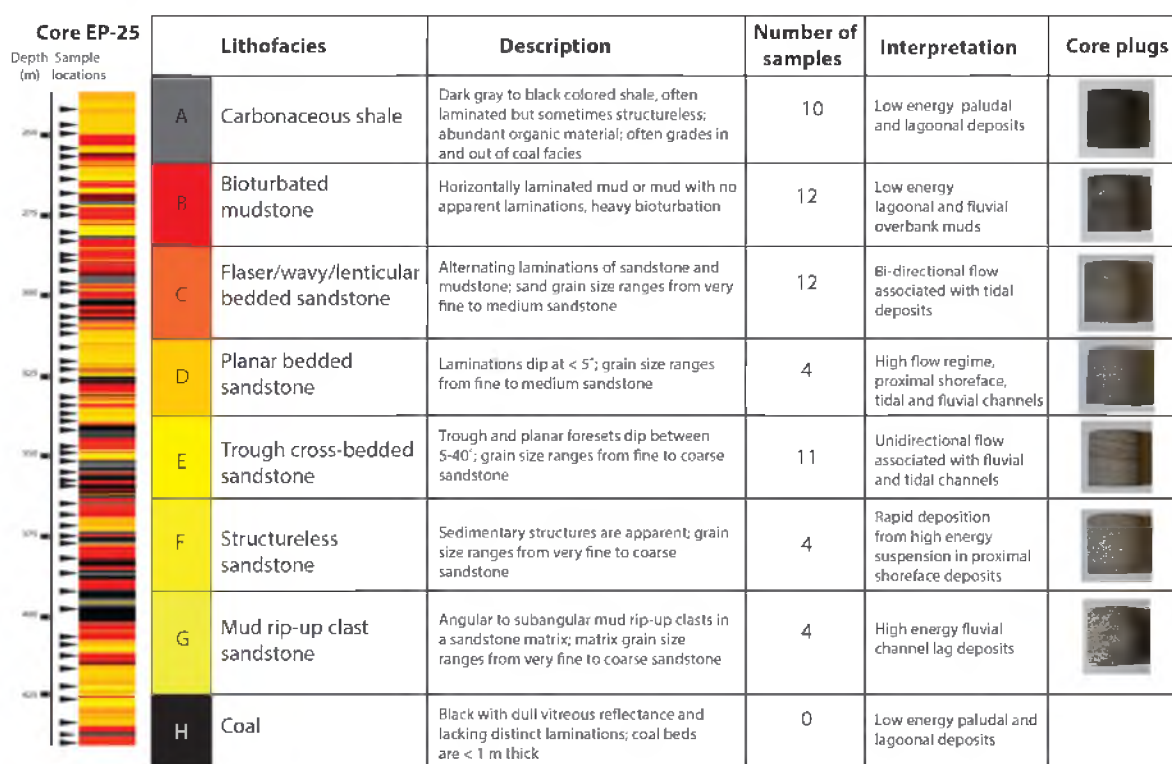 Core EP-25
Depth Sample
(m) locations
275
300
325
350
375
400
425
Lithofacies
Description
Number of
samples
Interpretation
Core plugs
A
Carbonaceous shale
Dark gray to black colored shale, often
laminated but sometimes structureless;
abundant organic material; often grades in
and out of coal facies
10
Low energy paludal
and lagoonal deposits
B
Bioturbated
mudstone
Horizontally laminated mud or mud with no
apparent laminations, heavy bioturbation
12
Low energy
lagoonal and fluvial
overbank muds
C
Flaser/wavy/lenticular
bedded sandstone
Alternating laminations of sandstone and
mudstone; sand grain size ranges from very
fine to medium sandstone
12
Bi-directional flow
associated with tidal
deposits
D
Planar bedded
sandstone
Laminations dip at < 5°; grain size ranges
from fine to medium sandstone
4
High flow regime,
proximal shoreface,
tidal and fluvial channels
E
Trough cross-bedded
sandstone
Trough and planar foresets dip between
5-40°; grain size ranges from fine to coarse
sandstone
11
Unidirectional flow
associated with fluvial
and tidal channels
F
Structureless
sandstone
Sedimentary structures are apparent; grain
size ranges from very fine to coarse
sandstone
4
Rapid deposition
from high energy
suspension in proximal
shoreface deposits
G
Mud rip-up clast
sandstone
Angular to subangular mud rip-up clasts in
a sandstone matrix; matrix grain size
ranges from very fine to coarse sandstone
4
High energy fluvial
channel lag deposits
H
Coal
Black with dull vitreous reflectance and
lacking distinct laminations; coal beds
are < 1 m thick
0
Low energy paludal and
lagoonal deposits